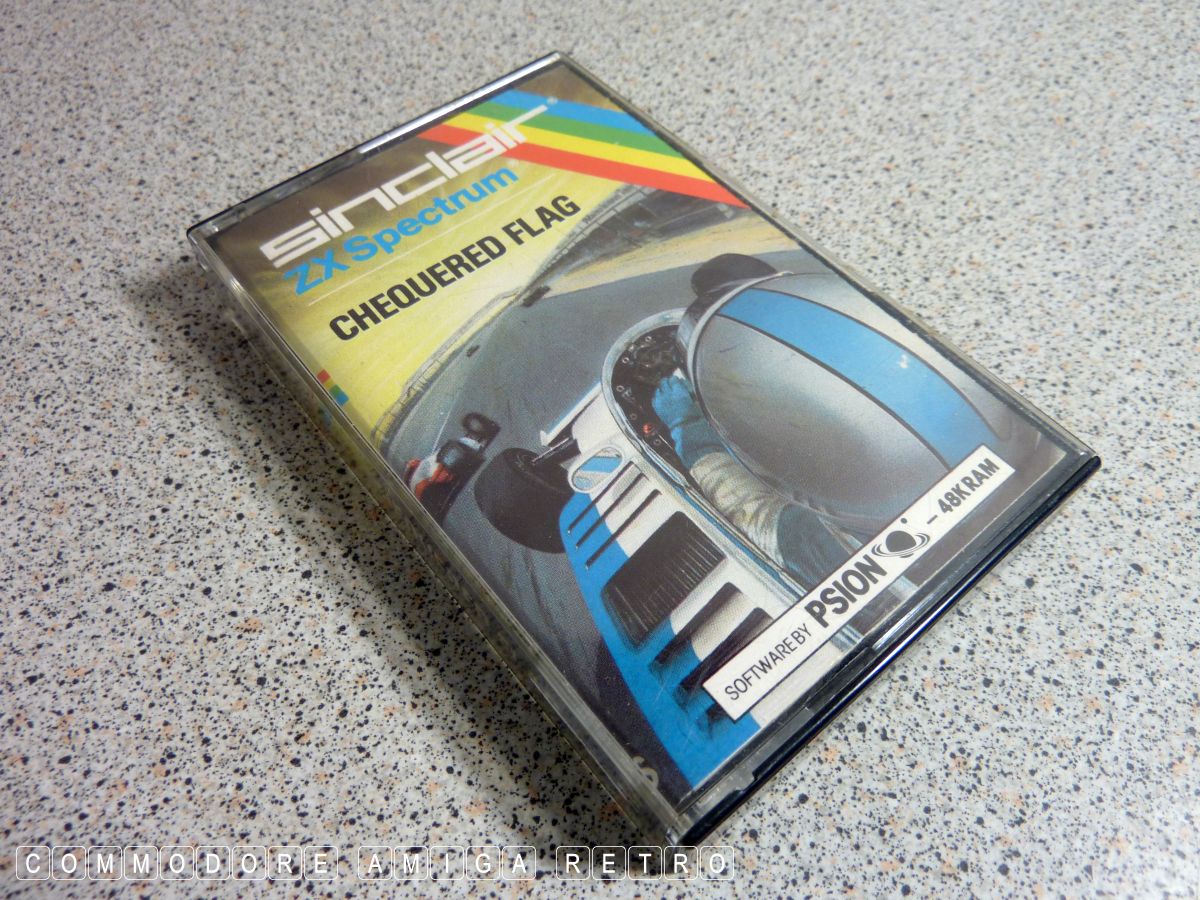 sinclair
ZX Spectrum
CHEQUERED FLAG
SOFTWARE BY PSION – 48K RAM
COMMODORE AMIGA RETRO